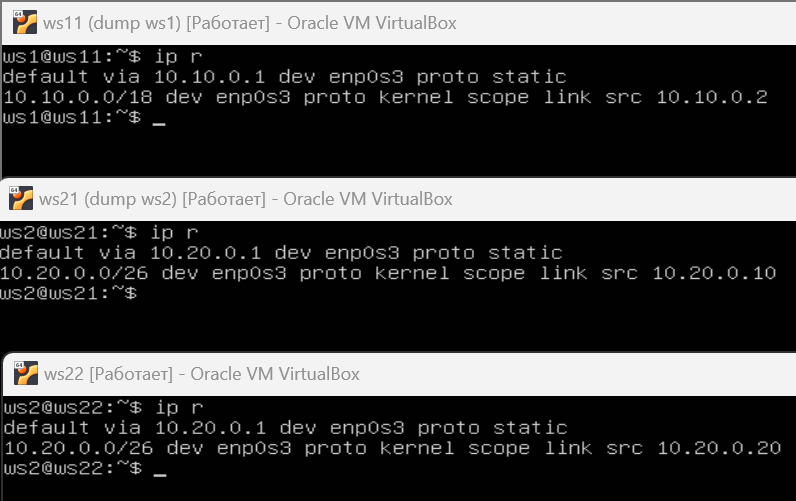 ws11 (dump ws1) [Работает] - Oracle VM VirtualBox
ws1@ws11:~$ ip r
default via 10.10.0.1 dev enp0s3 proto static
10.10.0.0/18 dev enp0s3 proto kernel scope link src 10.10.0.2
ws1@ws11:~$ _
ws21 (dump ws2) [Работает] - Oracle VM VirtualBox
ws2@ws21:~$ ip r
default via 10.20.0.1 dev enp0s3 proto static
10.20.0.0/26 dev enp0s3 proto kernel scope link src 10.20.0.10
ws2@ws21:~$
ws22 [Работает] - Oracle VM VirtualBox
ws2@ws22:~$ ip r
default via 10.20.0.1 dev enp0s3 proto static
10.20.0.0/26 dev enp0s3 proto kernel scope link src 10.20.0.20
ws2@ws22:~$ _